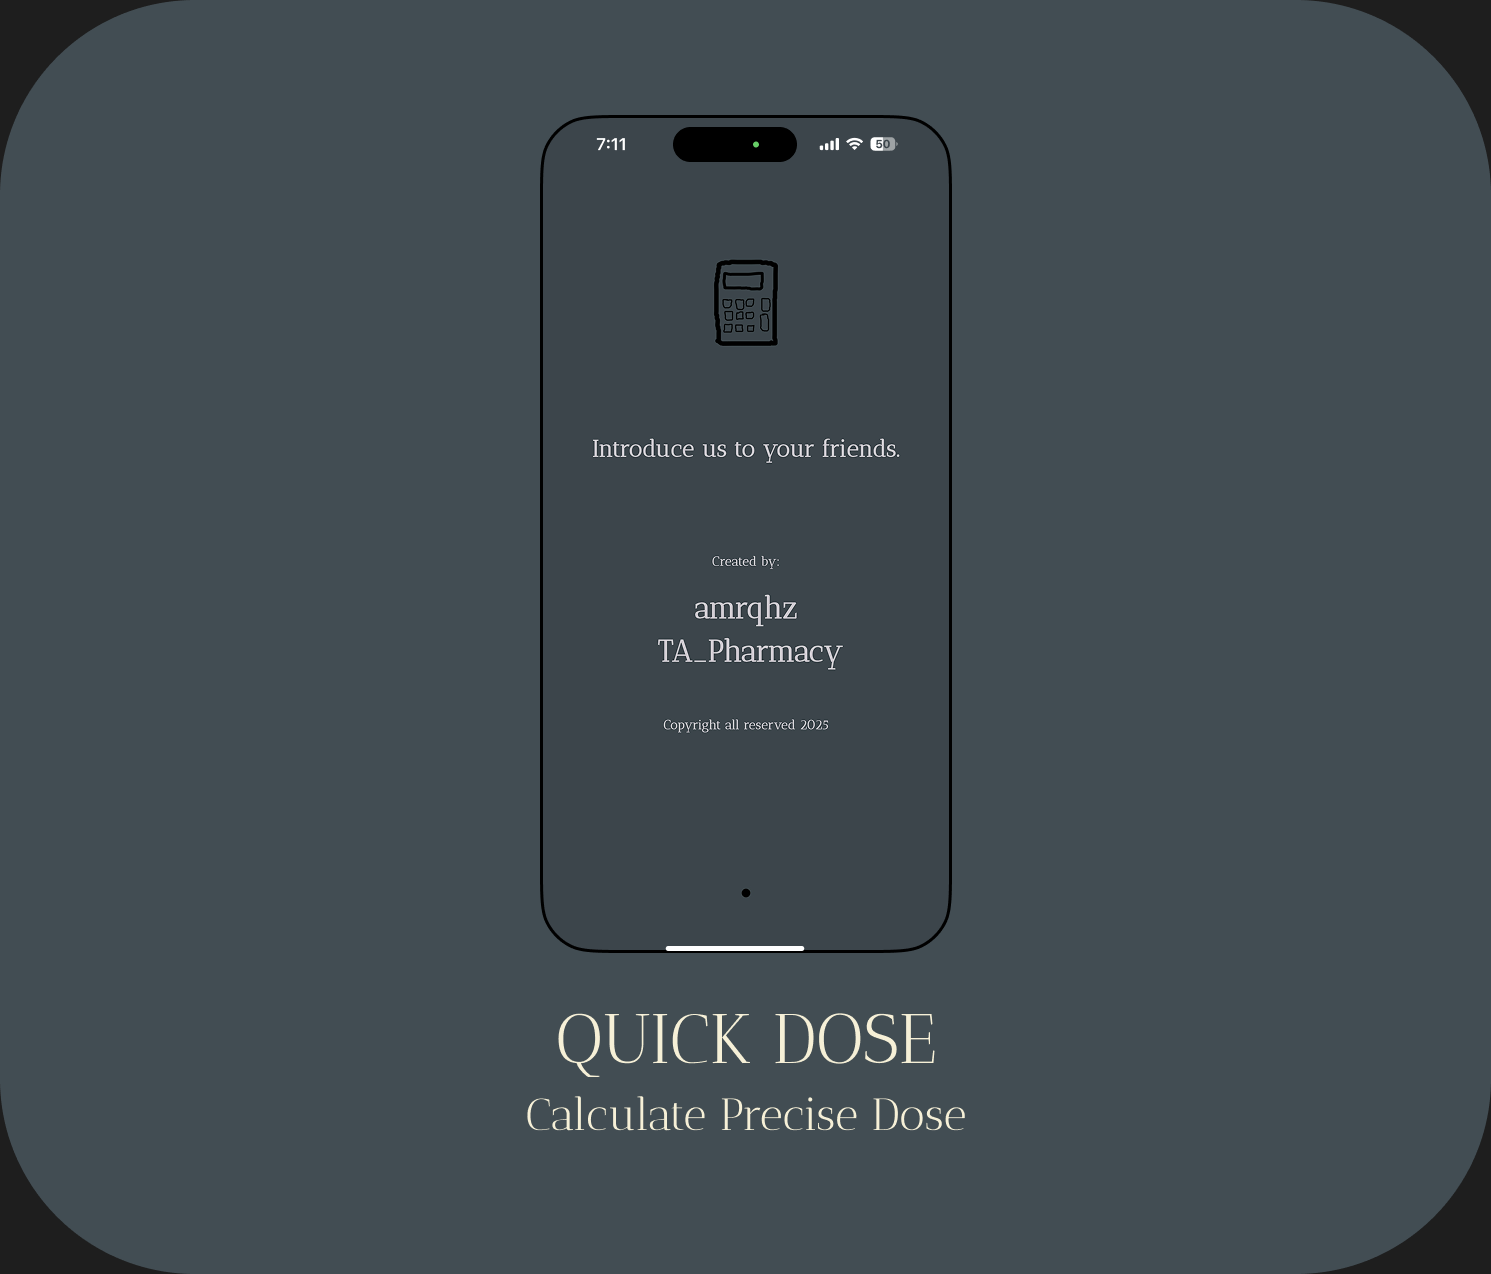 7:11
50
Introduce us to your friends.
Created by:
amrqhz
TA_Pharmacy
Copyright all reserved 2025
QUICK DOSE
Calculate Precise Dose